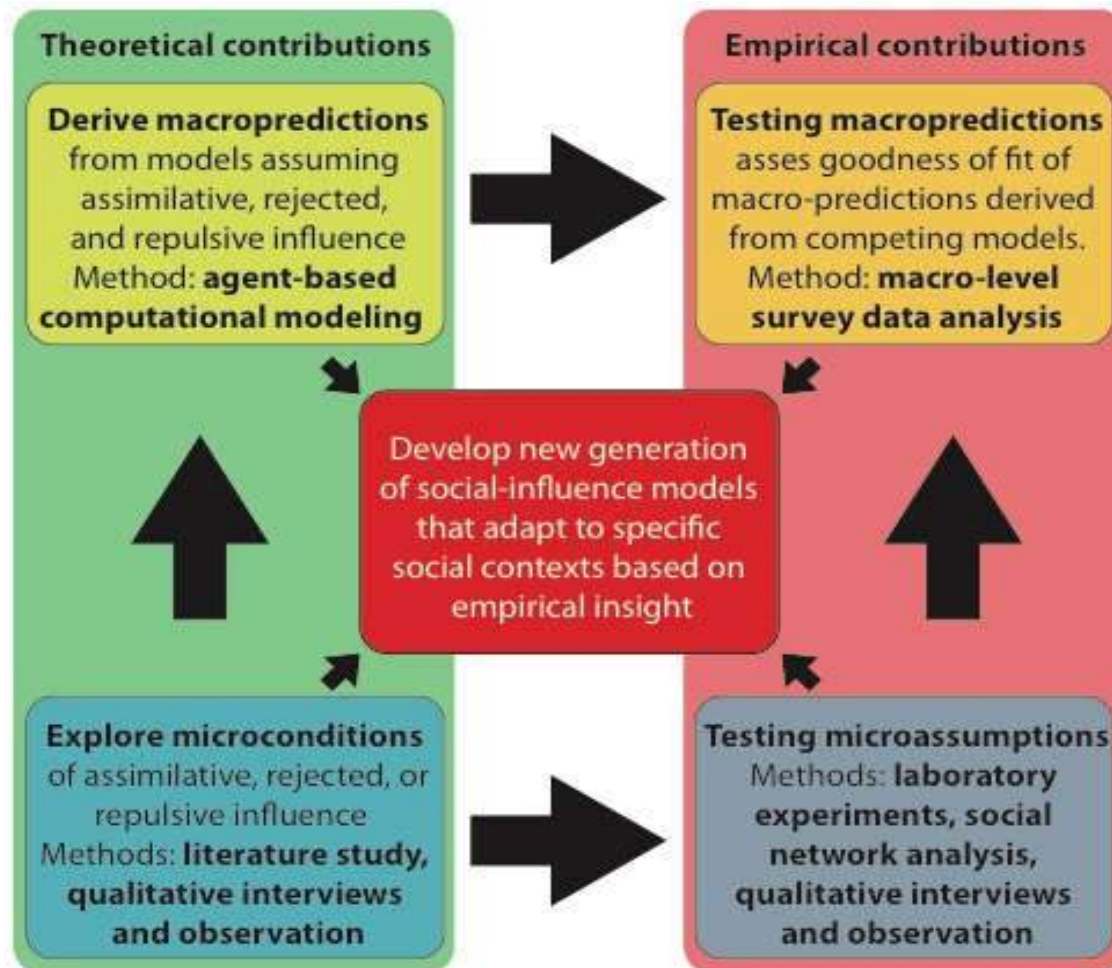 Theoretical contributions
Derive macropredictions
from models assuming
assimilative, rejected,
and repulsive influence
Method: agent-based
computational modeling
Empirical contributions
Testing macropredictions
asses goodness of fit of
macro-predictions derived
from competing models.
Method: macro-level
survey data analysis
Develop new generation
of social-influence models
that adapt to specific
social contexts based on
empirical insight
Explore microconditions
of assimilative, rejected, or
repulsive influence
Methods: literature study,
qualitative interviews
and observation
Testing microassumptions
Methods: laboratory
experiments, social
network analysis,
qualitative interviews
and observation